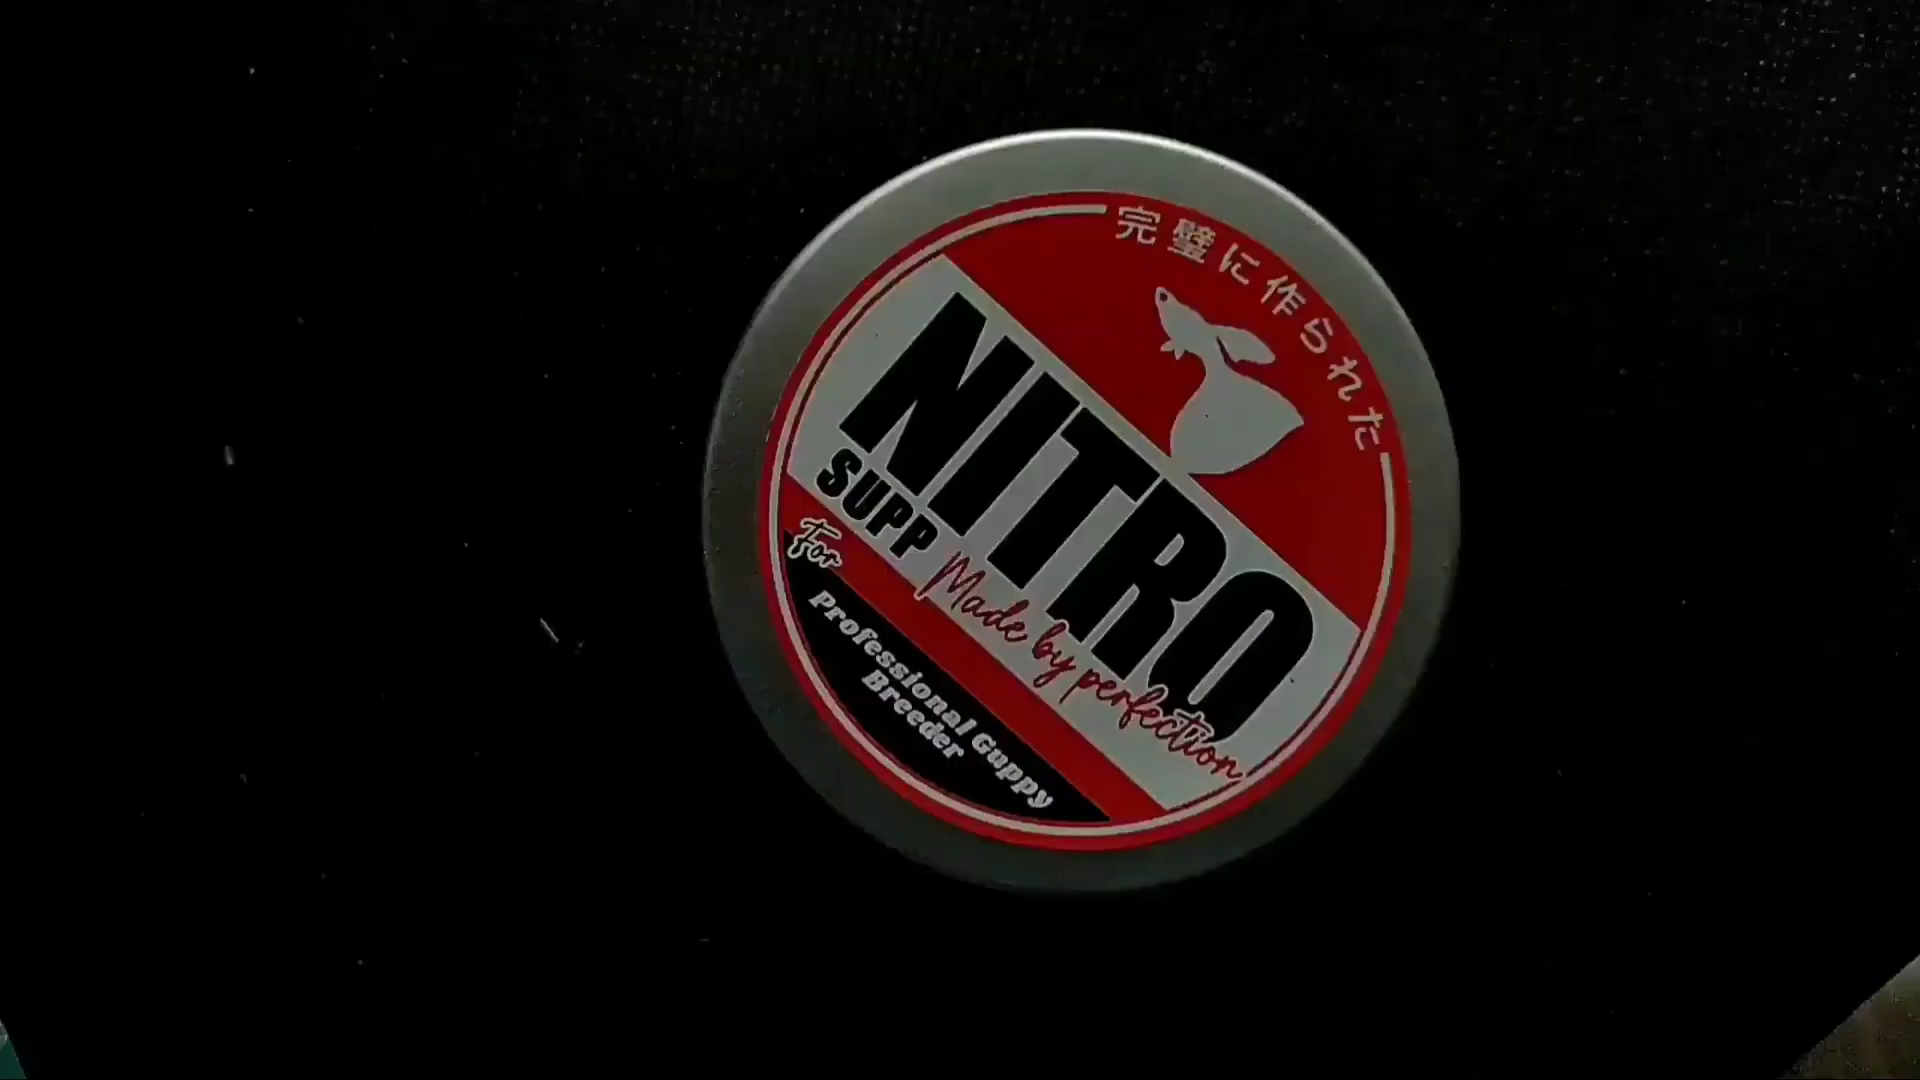 完璧に作られた
NITRO
SUPP Made by perfection
For
Professional Guppy
Breeder